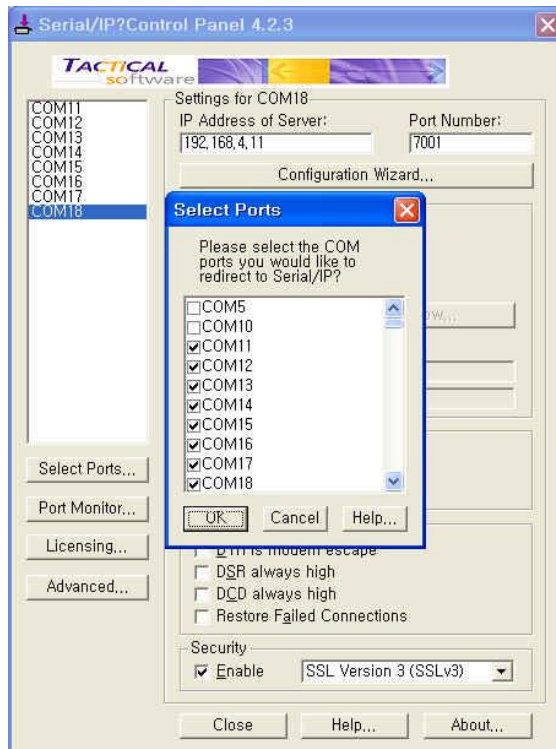 Serial/IP?Control Panel 4.2.3
TACTICAL
software
COM11
COM12
COM13
COM14
COM15
COM16
COM17
COM18
Select Ports...
Port Monitor...
Licensing...
Advanced...
Settings for COM18
IP Address of Server:
Port Number:
192.168.4.11
7001
Configuration Wizard...
Select Ports
Please select the COM
ports you would like to
redirect to Serial/IP?
COM5
COM10
COM11
COM12
COM13
COM14
COM15
COM16
COM17
COM18
OK
Cancel
Help...
DTR is modem escape
DSR always high
DCD always high
Restore Failed Connections
Security
Enable
SSL Version 3 (SSLv3)
Close
Help...
About...